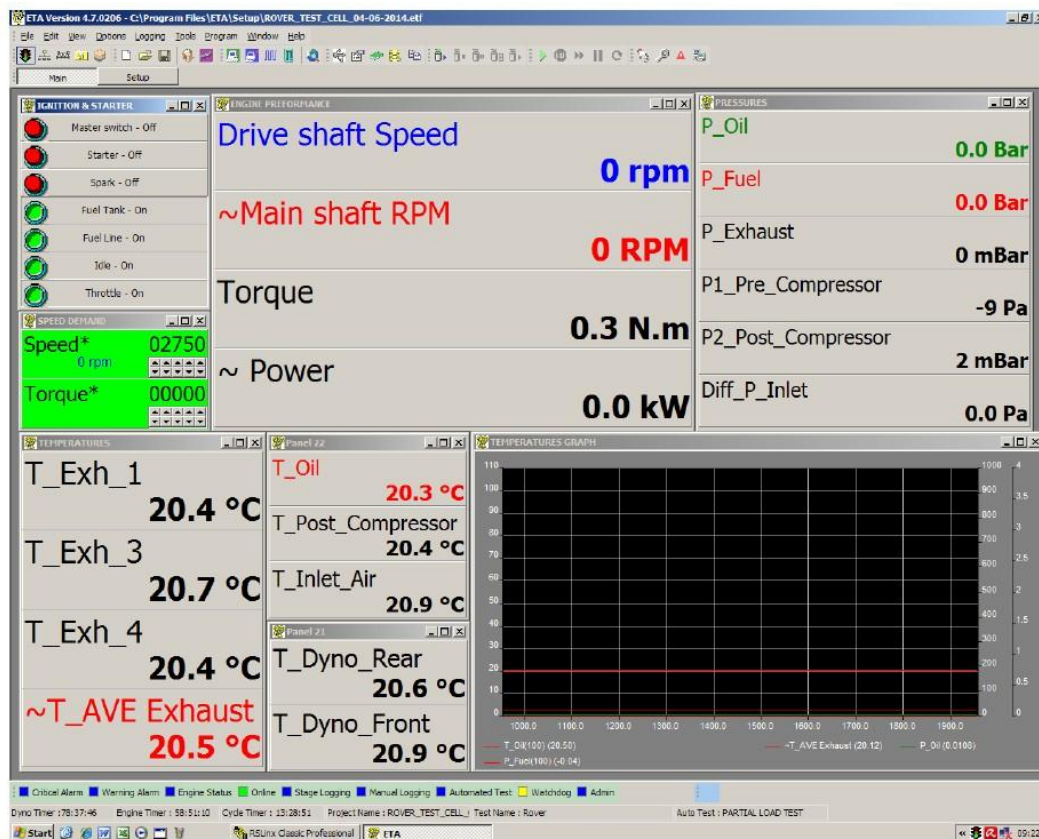 ETA Version 4.7.0206 - C:\Program Files\ETA\Setup\ROVER_TEST_CELL_04-06-2014.etf
File Edit View Options Logging Tools Program Window Help
Main Setup
IGNITION & STARTER
Master switch - Off
Starter - Off
Spark - Off
Fuel Tank - On
Fuel Line - On
Idle - On
Throttle - On
SPEED DEMAND
Speed* 02750
0 rpm
Torque* 00000
ENGINE PREFORMANCE
Drive shaft Speed
0 rpm
~Main shaft RPM
0 RPM
Torque
0.3 N.m
~ Power
0.0 kW
PRESSURES
P_Oil
0.0 Bar
P_Fuel
0.0 Bar
P_Exhaust
0 mBar
P1_Pre_Compressor
-9 Pa
P2_Post_Compressor
2 mBar
Diff_P_Inlet
0.0 Pa
TEMPERATURES
T_Exh_1
20.4 °C
T_Exh_3
20.7 °C
T_Exh_4
20.4 °C
~T_AVE Exhaust
20.5 °C
Panel 22
T_Oil
20.3 °C
T_Post_Compressor
20.4 °C
T_Inlet_Air
20.9 °C
Panel 21
T_Dyno_Rear
20.6 °C
T_Dyno_Front
20.9 °C
TEMPERATURES GRAPH
110 1000 4
100 900 3.5
90 800
80 700 3
70 600 2.5
60 500 2
50
40 400 1.5
30 300 1
20 200
10 100 0.5
0 0 0
1000.0 1100.0 1200.0 1300.0 1400.0 1500.0 1600.0 1700.0 1800.0 1900.0
T_Oil(100) (20.50) ~T_AVE Exhaust (20.12) P_Oil (0.0108)
P_Fuel(100) (-0.04)
Critical Alarm Warning Alarm Engine Status Online Stage Logging Manual Logging Automated Test Watchdog Admin
Dyno Timer :78:37:46 Engine Timer : 58:51:10 Cycle Timer : 13:28:51 Project Name : ROVER_TEST_CELL_ Test Name : Rover Auto Test : PARTIAL LOAD TEST
Start RSLinx Classic Professional ETA 09:22